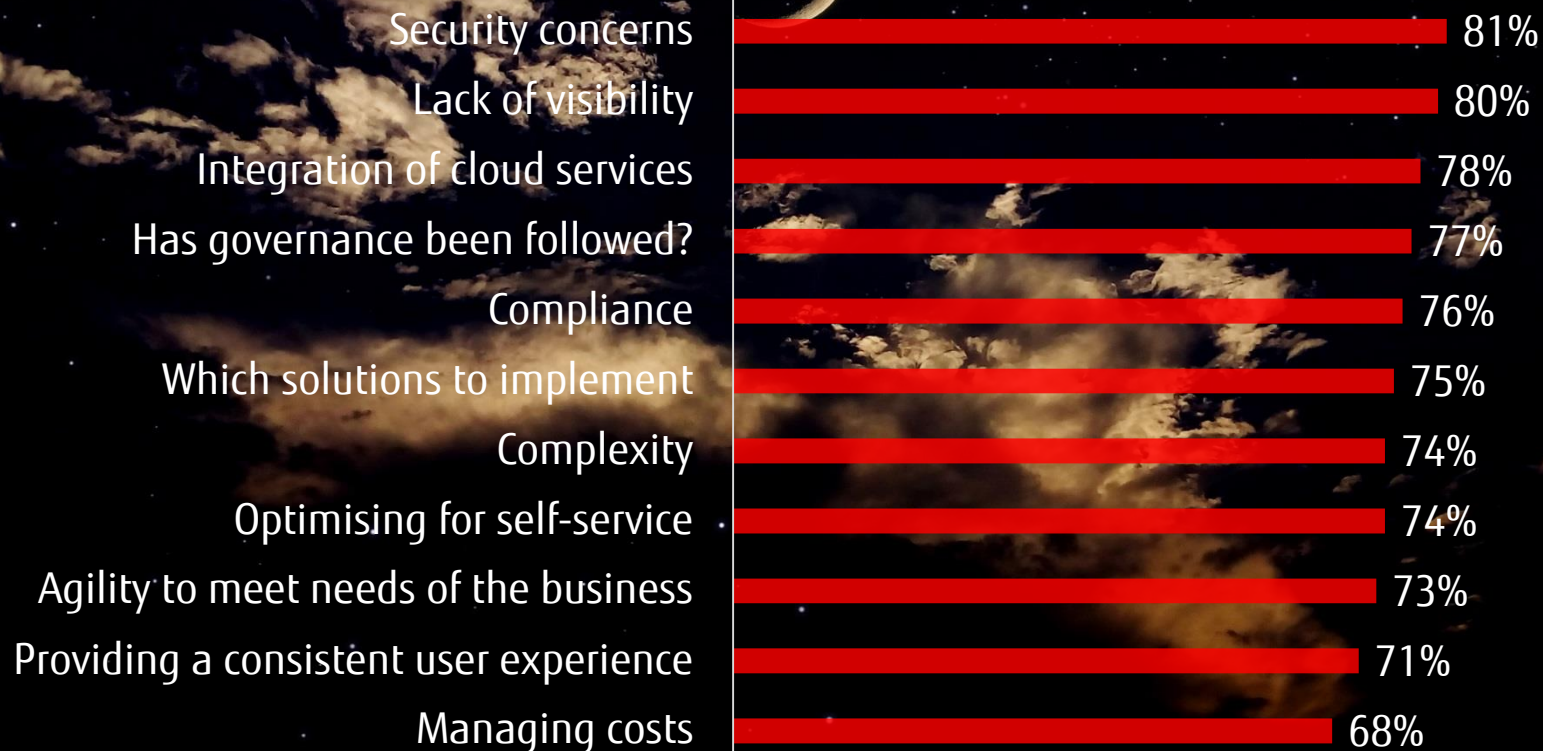 Security concerns 81%
Lack of visibility 80%
Integration of cloud services 78%
Has governance been followed? 77%
Compliance 76%
Which solutions to implement 75%
Complexity 74%
Optimising for self-service 74%
Agility to meet needs of the business 73%
Providing a consistent user experience 71%
Managing costs 68%